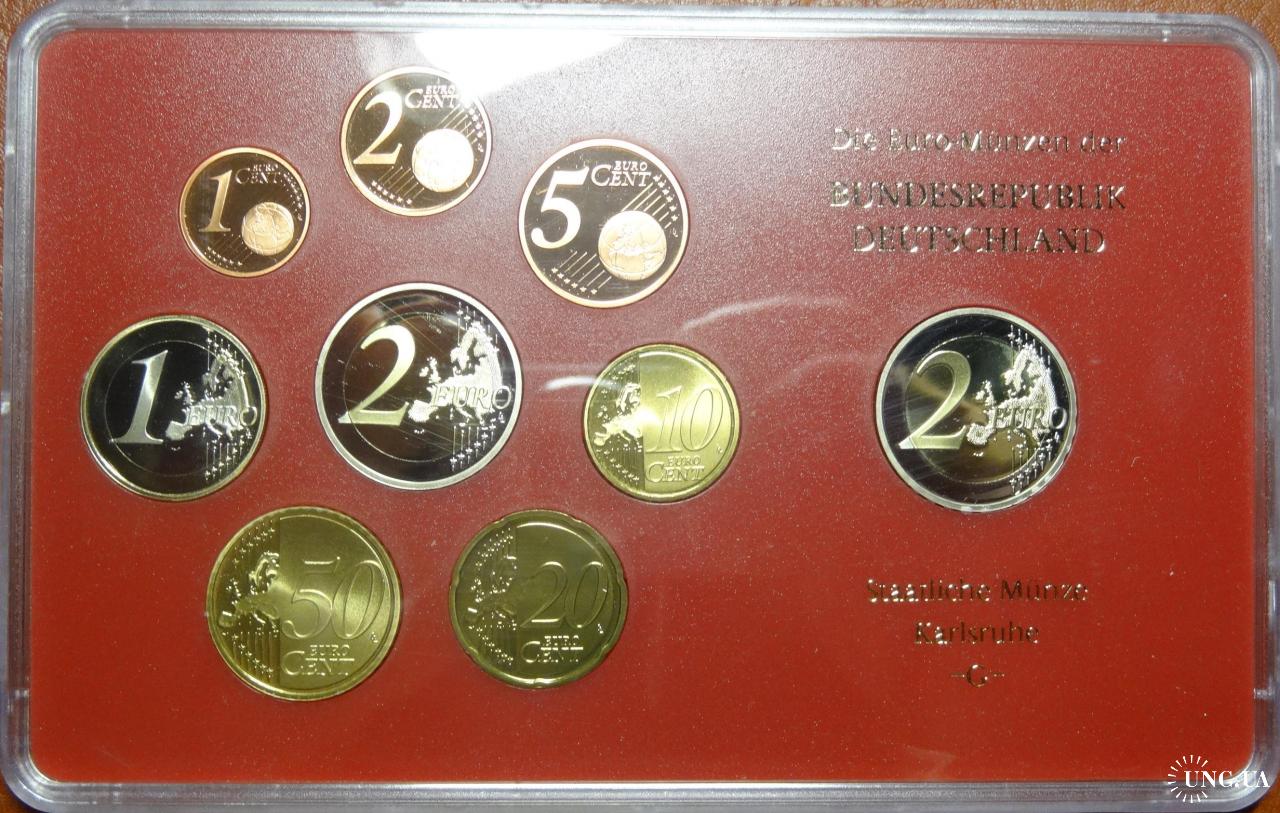 2 EURO CENT
1 EURO CENT
5 EURO CENT
1 EURO
2 EURO
10 EURO CENT
50 EURO CENT
20 EURO CENT
Die Euro-Münzen der
BUNDESREPUBLIK
DEUTSCHLAND
2 EURO
Staatliche Münze
Karlsruhe
-G-
UNC.UA